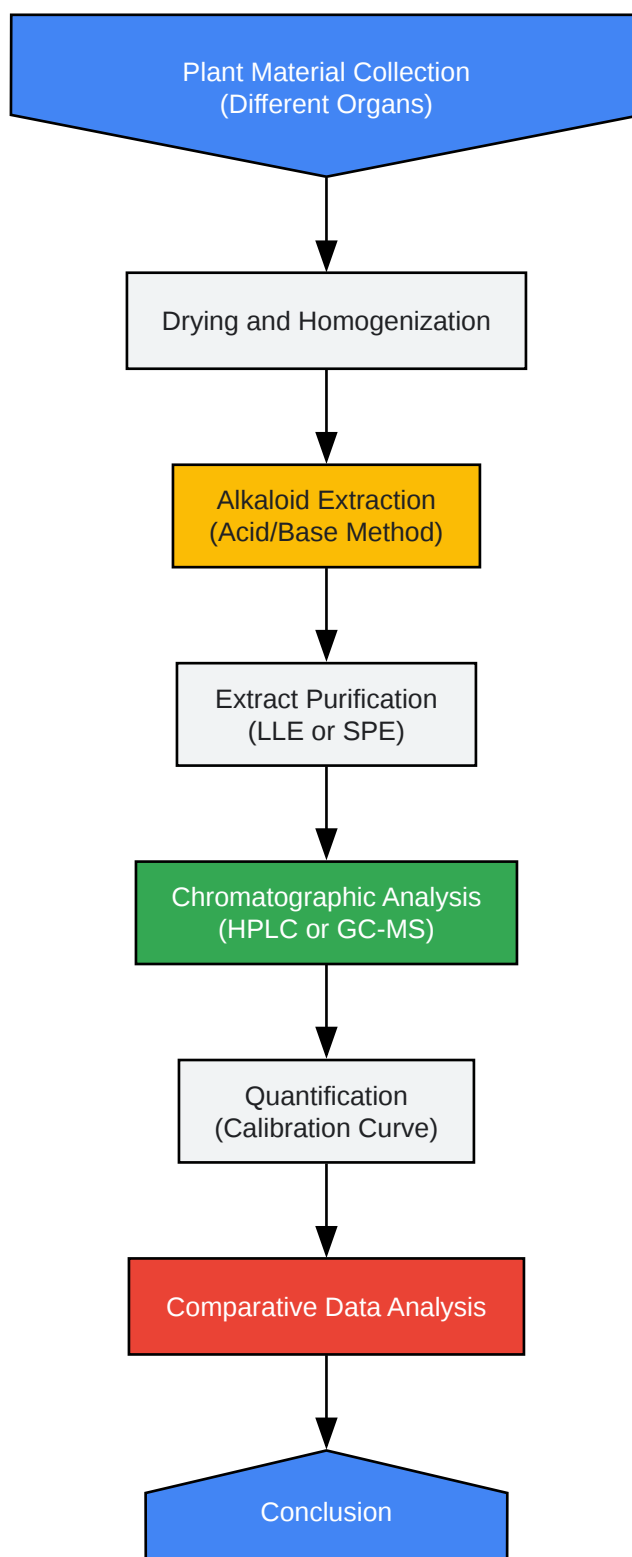 Plant Material Collection
(Different Organs)
Drying and Homogenization
Alkaloid Extraction
(Acid/Base Method)
Extract Purification
(LLE or SPE)
Chromatographic Analysis
(HPLC or GC-MS)
Quantification
(Calibration Curve)
Comparative Data Analysis
Conclusion